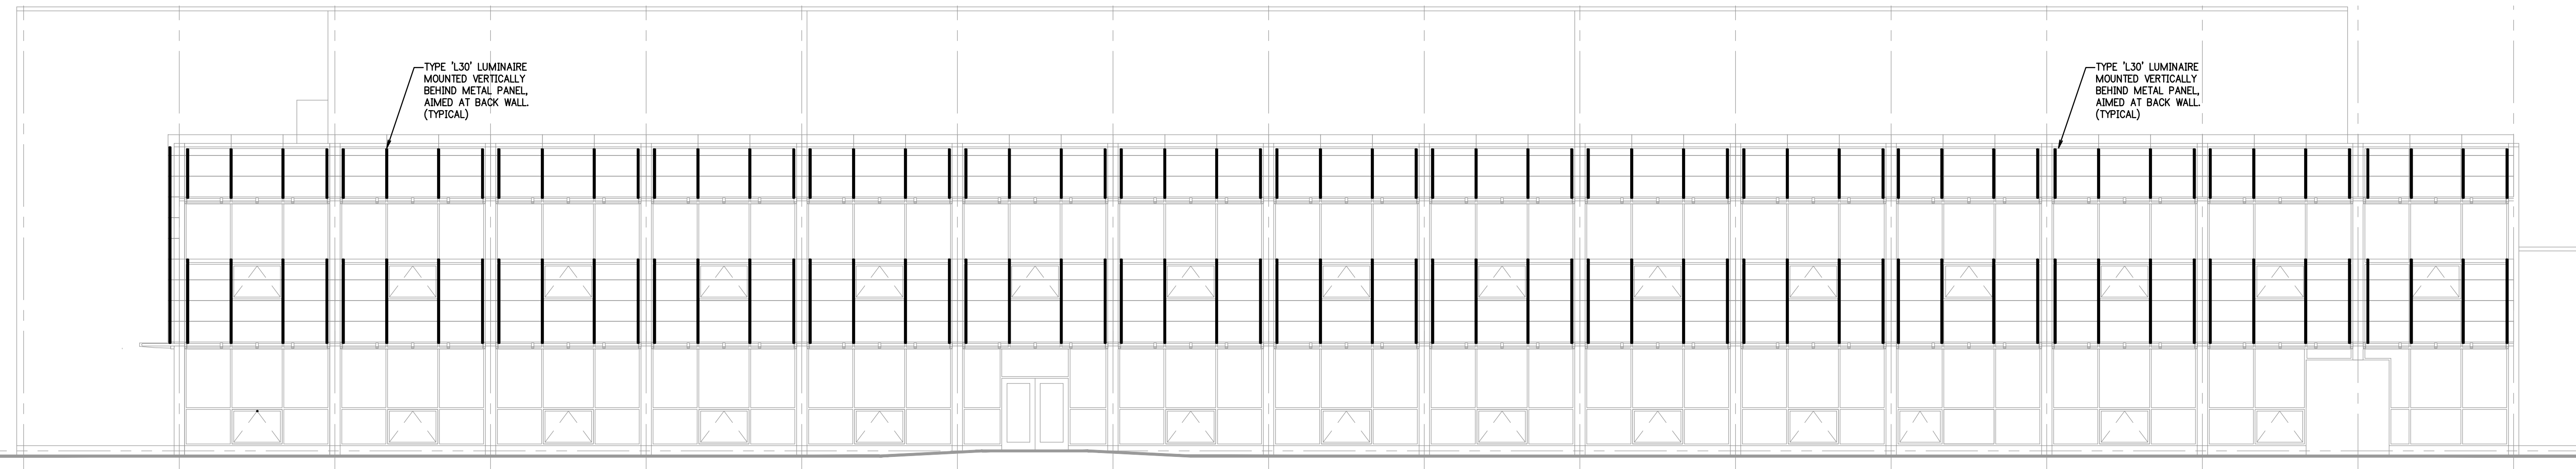 TYPE 'L30' LUMINAIRE
MOUNTED VERTICALLY
BEHIND METAL PANEL,
AIMED AT BACK WALL.
(TYPICAL)
TYPE 'L30' LUMINAIRE
MOUNTED VERTICALLY
BEHIND METAL PANEL,
AIMED AT BACK WALL.
(TYPICAL)